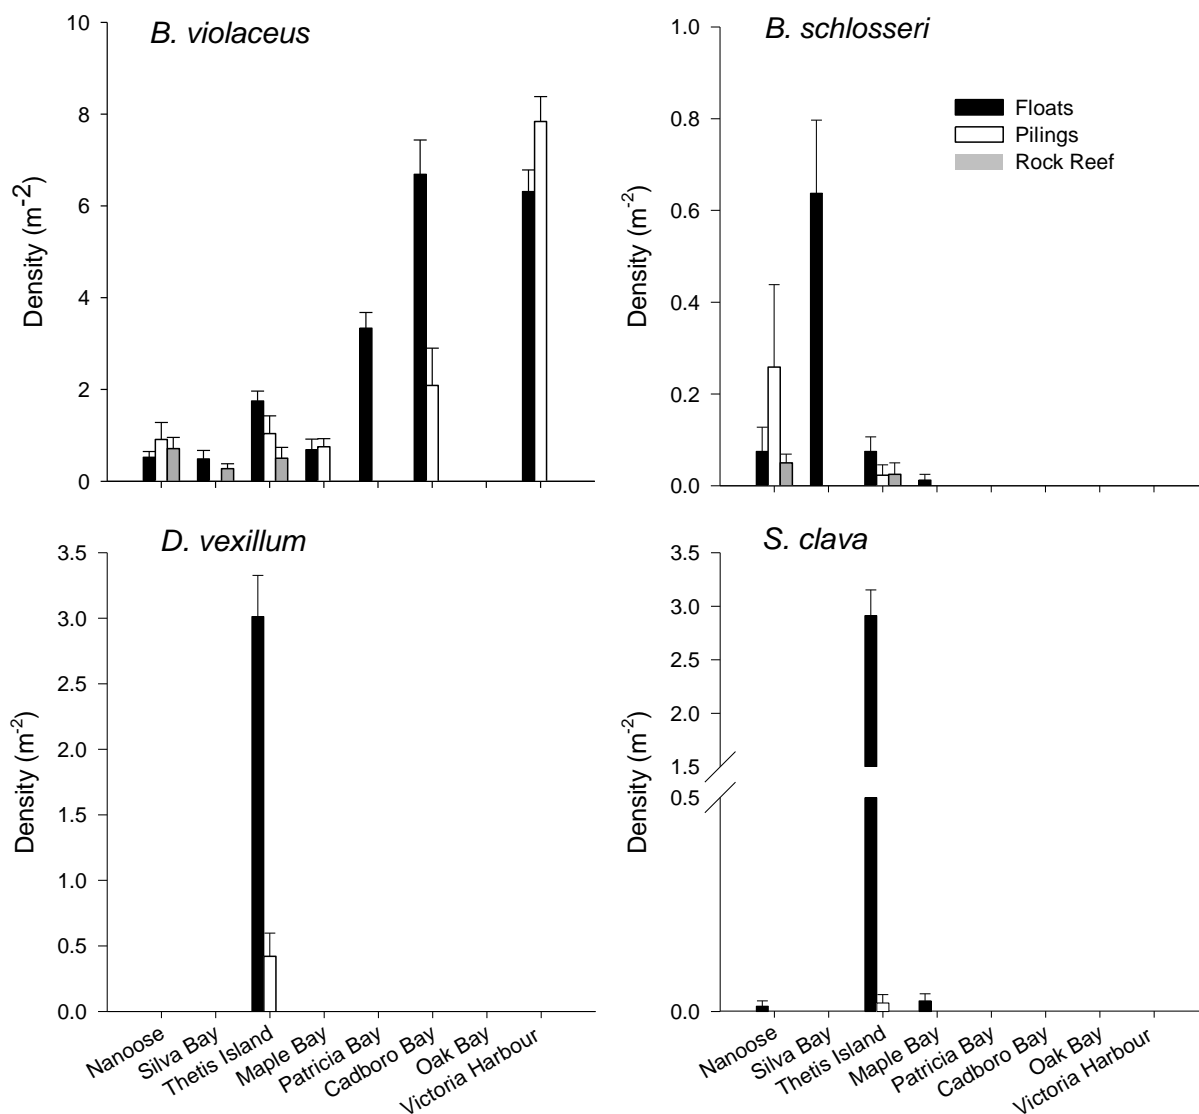 B. violaceus
10
8
6
4
2
0
Density (m-2)
B. schlosseri
1.0
0.8
0.6
0.4
0.2
0.0
Density (m-2)
Floats
Pilings
Rock Reef
D. vexillum
3.5
3.0
2.5
2.0
1.5
1.0
0.5
0.0
Density (m-2)
Nanoose
Silva Bay
Thetis Island
Maple Bay
Patricia Bay
Cadboro Bay
Oak Bay
Victoria Harbour
S. clava
3.5
3.0
2.5
2.0
1.5
0.5
0.0
Density (m-2)
Nanoose
Silva Bay
Thetis Island
Maple Bay
Patricia Bay
Cadboro Bay
Oak Bay
Victoria Harbour